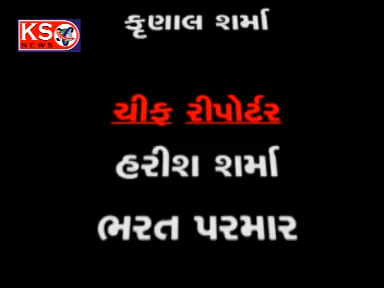 કૃણાલ શર્મા
KS
NEWS
ચીફ રીપોર્ટર
હરીશ શર્મા
ભરત પરમાર